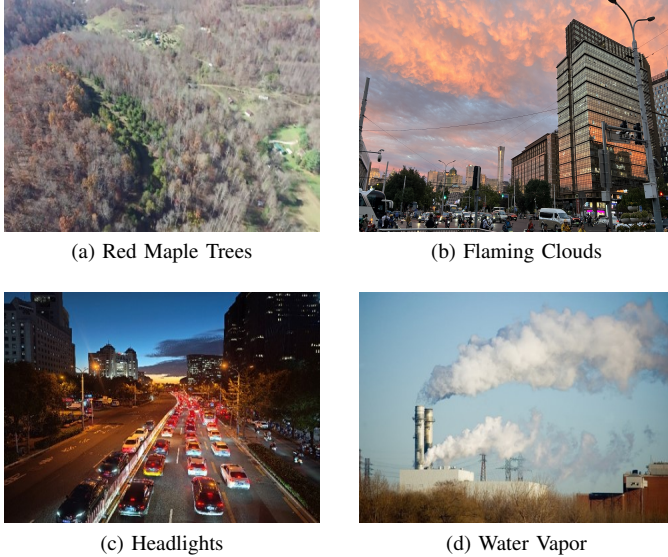 (a) Red Maple Trees
(b) Flaming Clouds
(c) Headlights
(d) Water Vapor